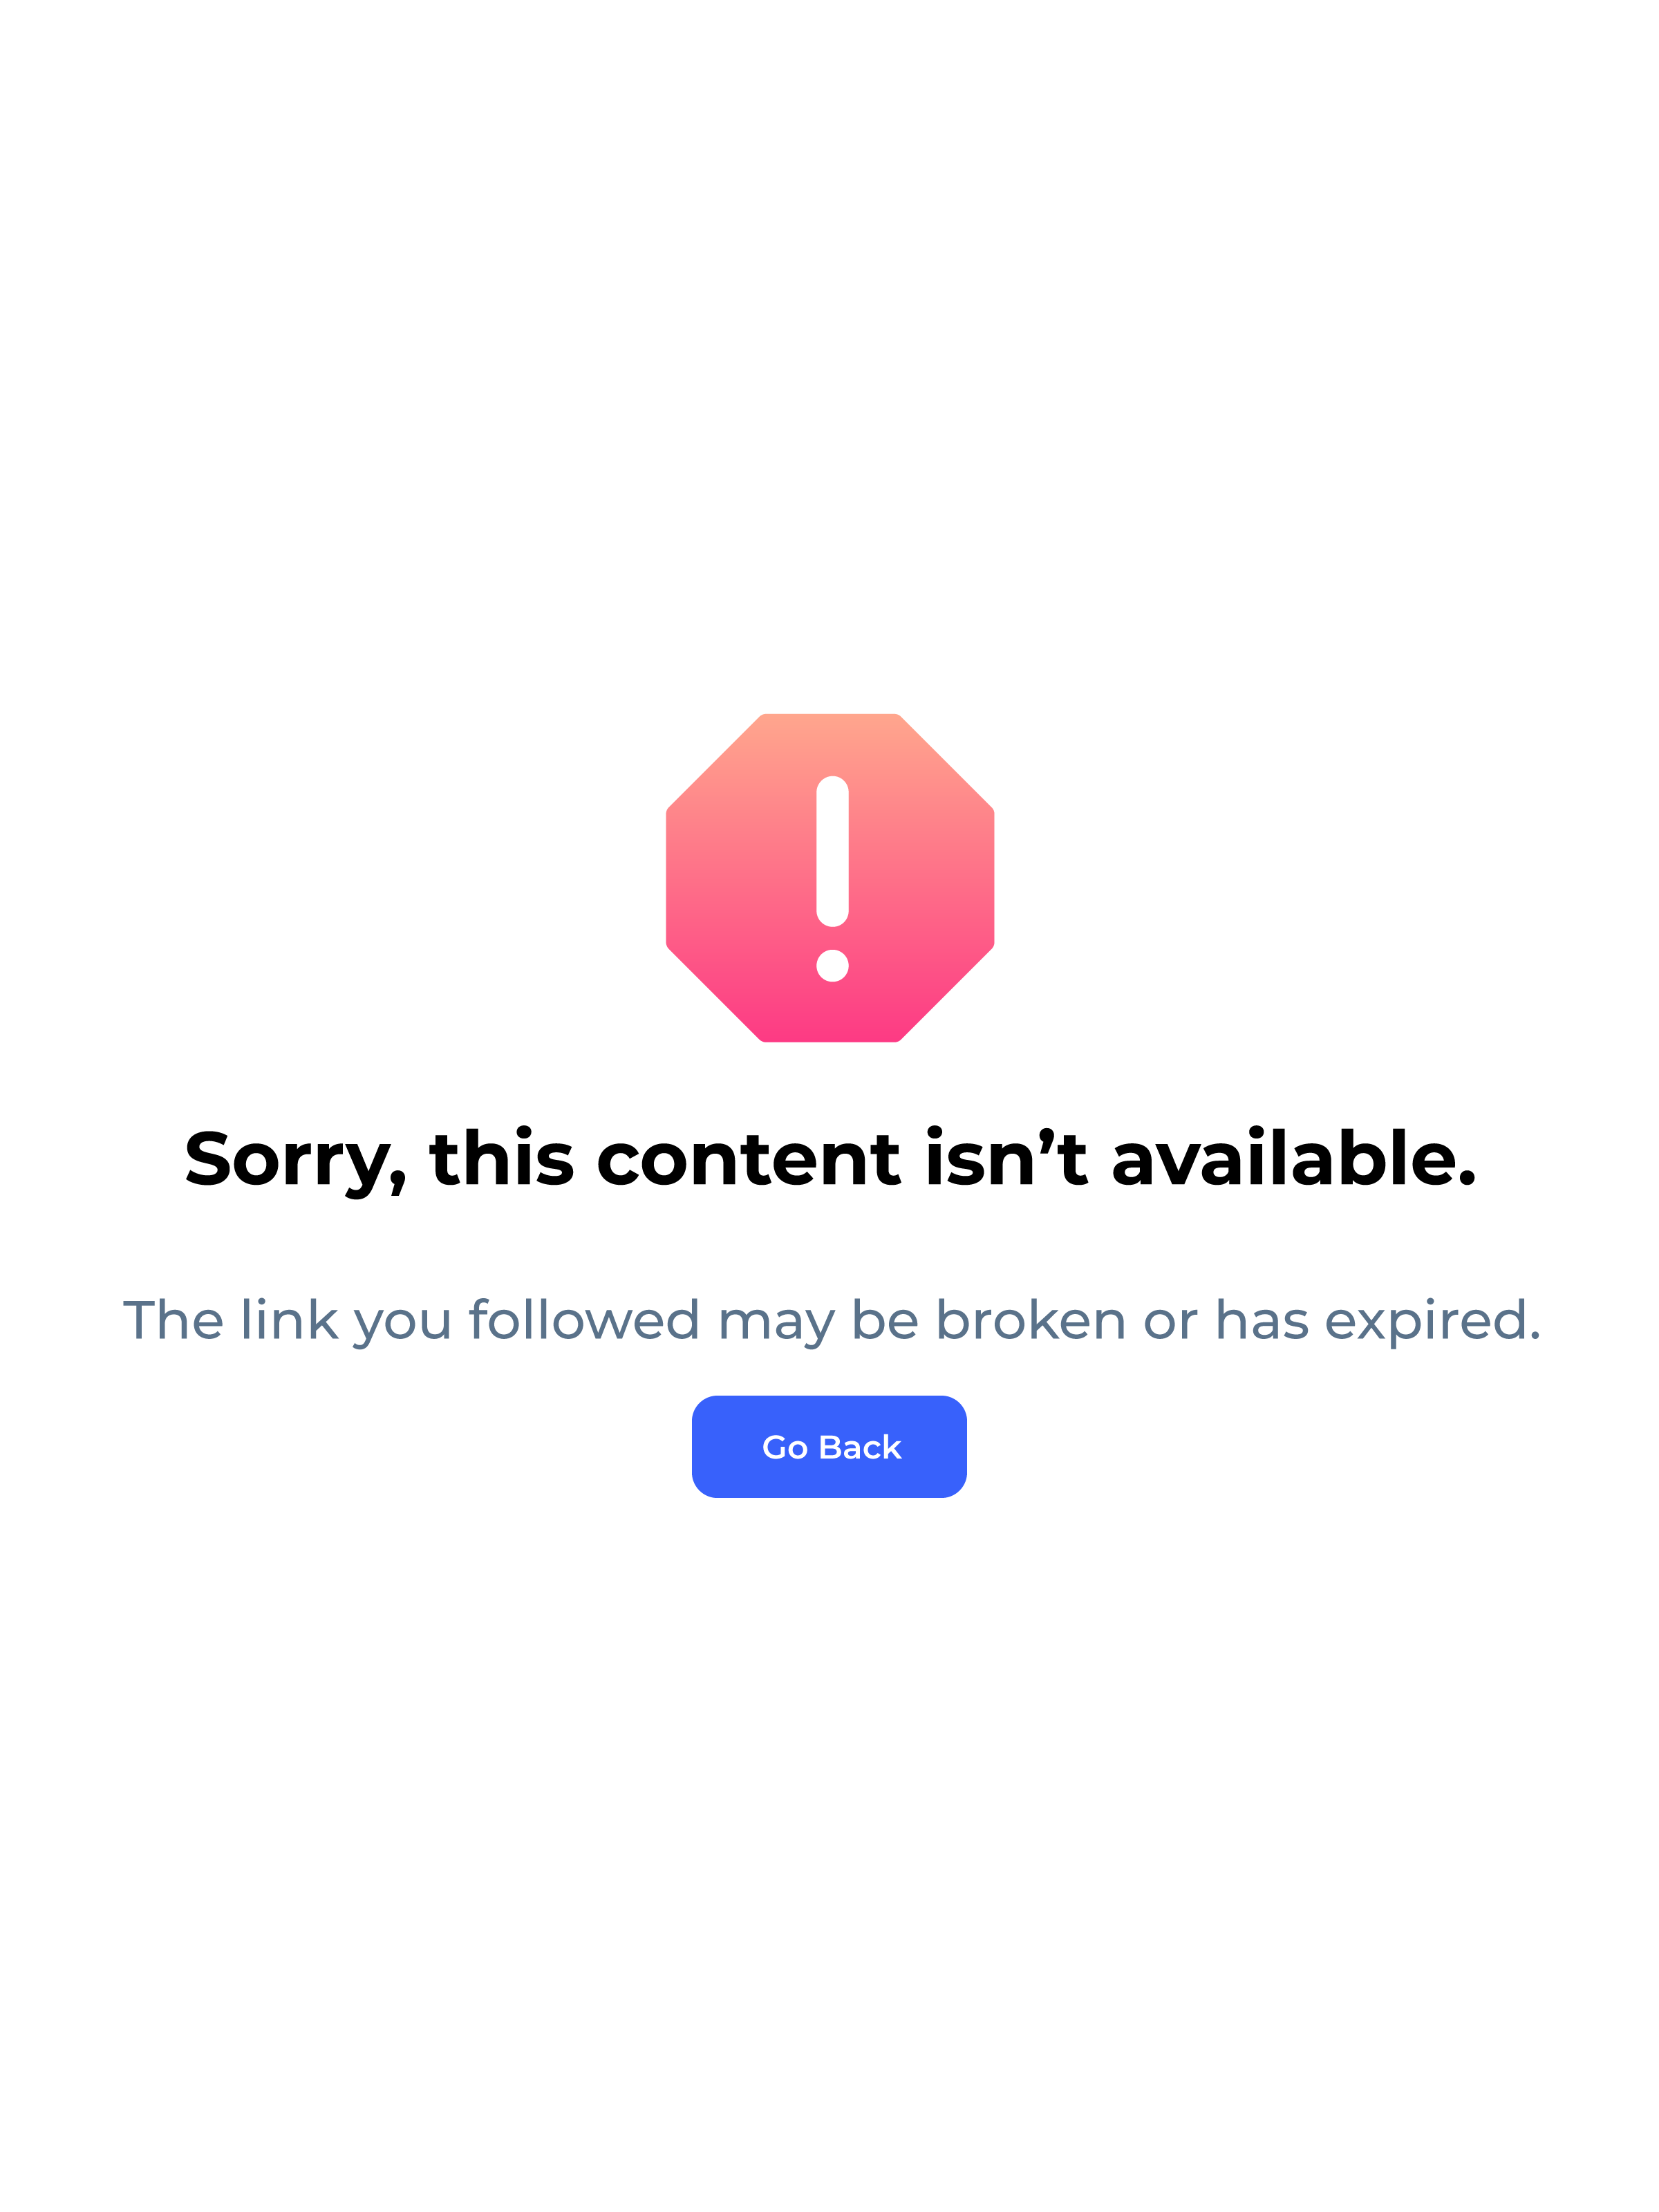 Sorry, this content isn’t available.
The link you followed may be broken or has expired.
Go Back